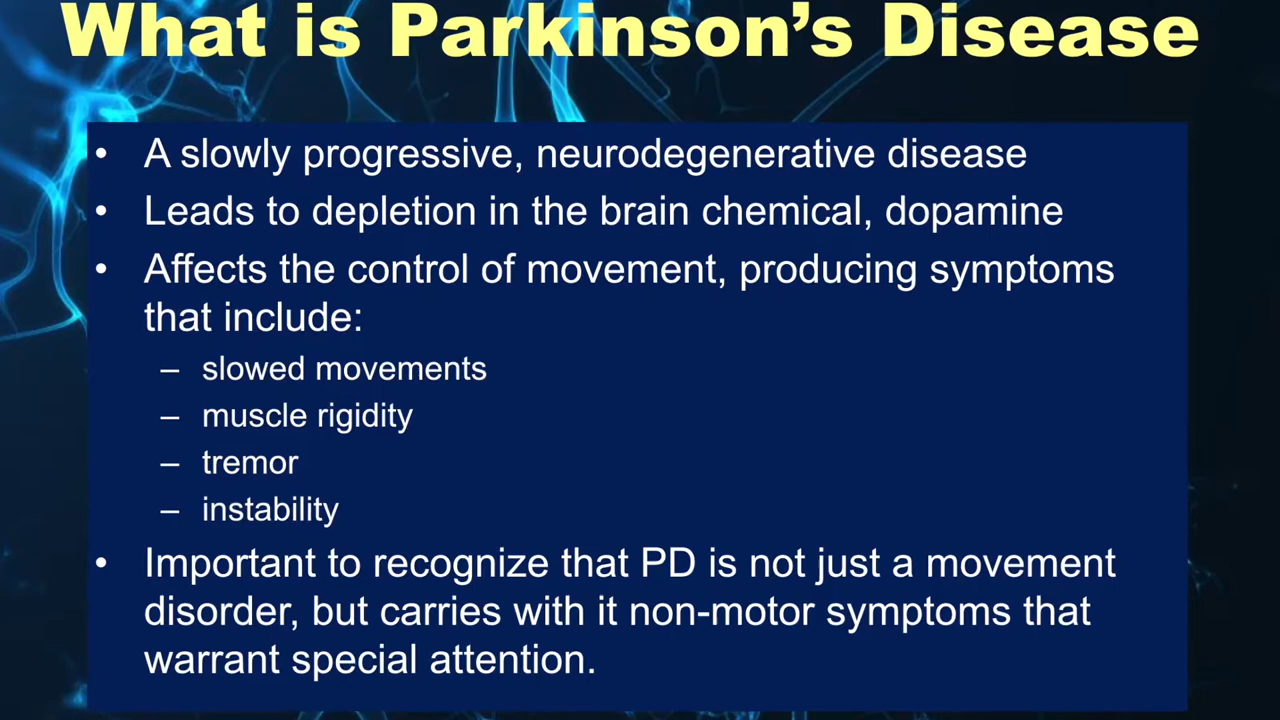 What is Parkinson’s Disease
• A slowly progressive, neurodegenerative disease
• Leads to depletion in the brain chemical, dopamine
• Affects the control of movement, producing symptoms
that include:
– slowed movements
– muscle rigidity
– tremor
– instability
• Important to recognize that PD is not just a movement
disorder, but carries with it non-motor symptoms that
warrant special attention.